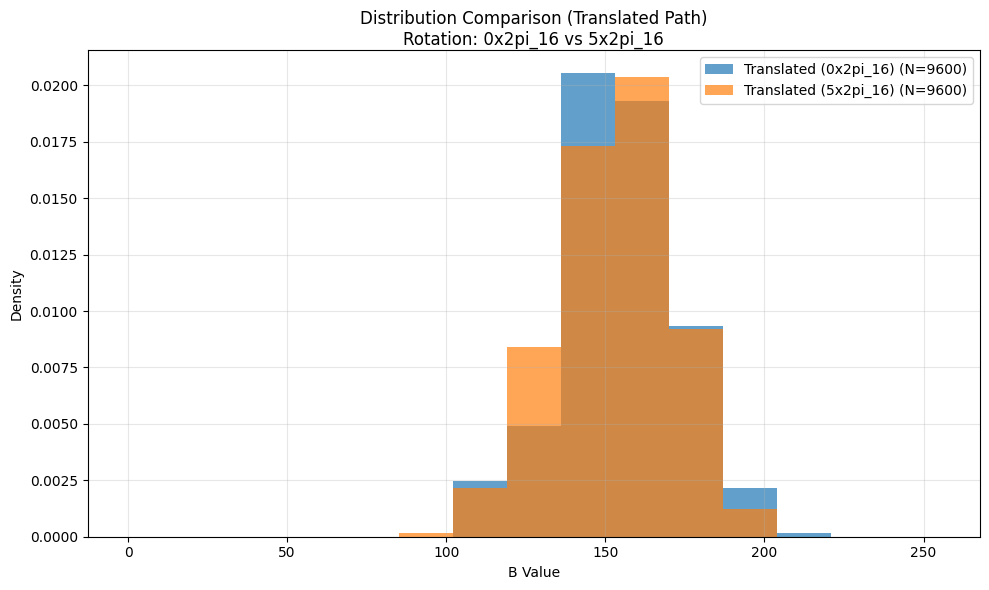 Distribution Comparison (Translated Path)
Rotation: 0x2pi_16 vs 5x2pi_16
Translated (0x2pi_16) (N=9600)
Translated (5x2pi_16) (N=9600)
Density
0.0200
0.0175
0.0150
0.0125
0.0100
0.0075
0.0050
0.0025
0.0000
0 50 100 150 200 250
B Value